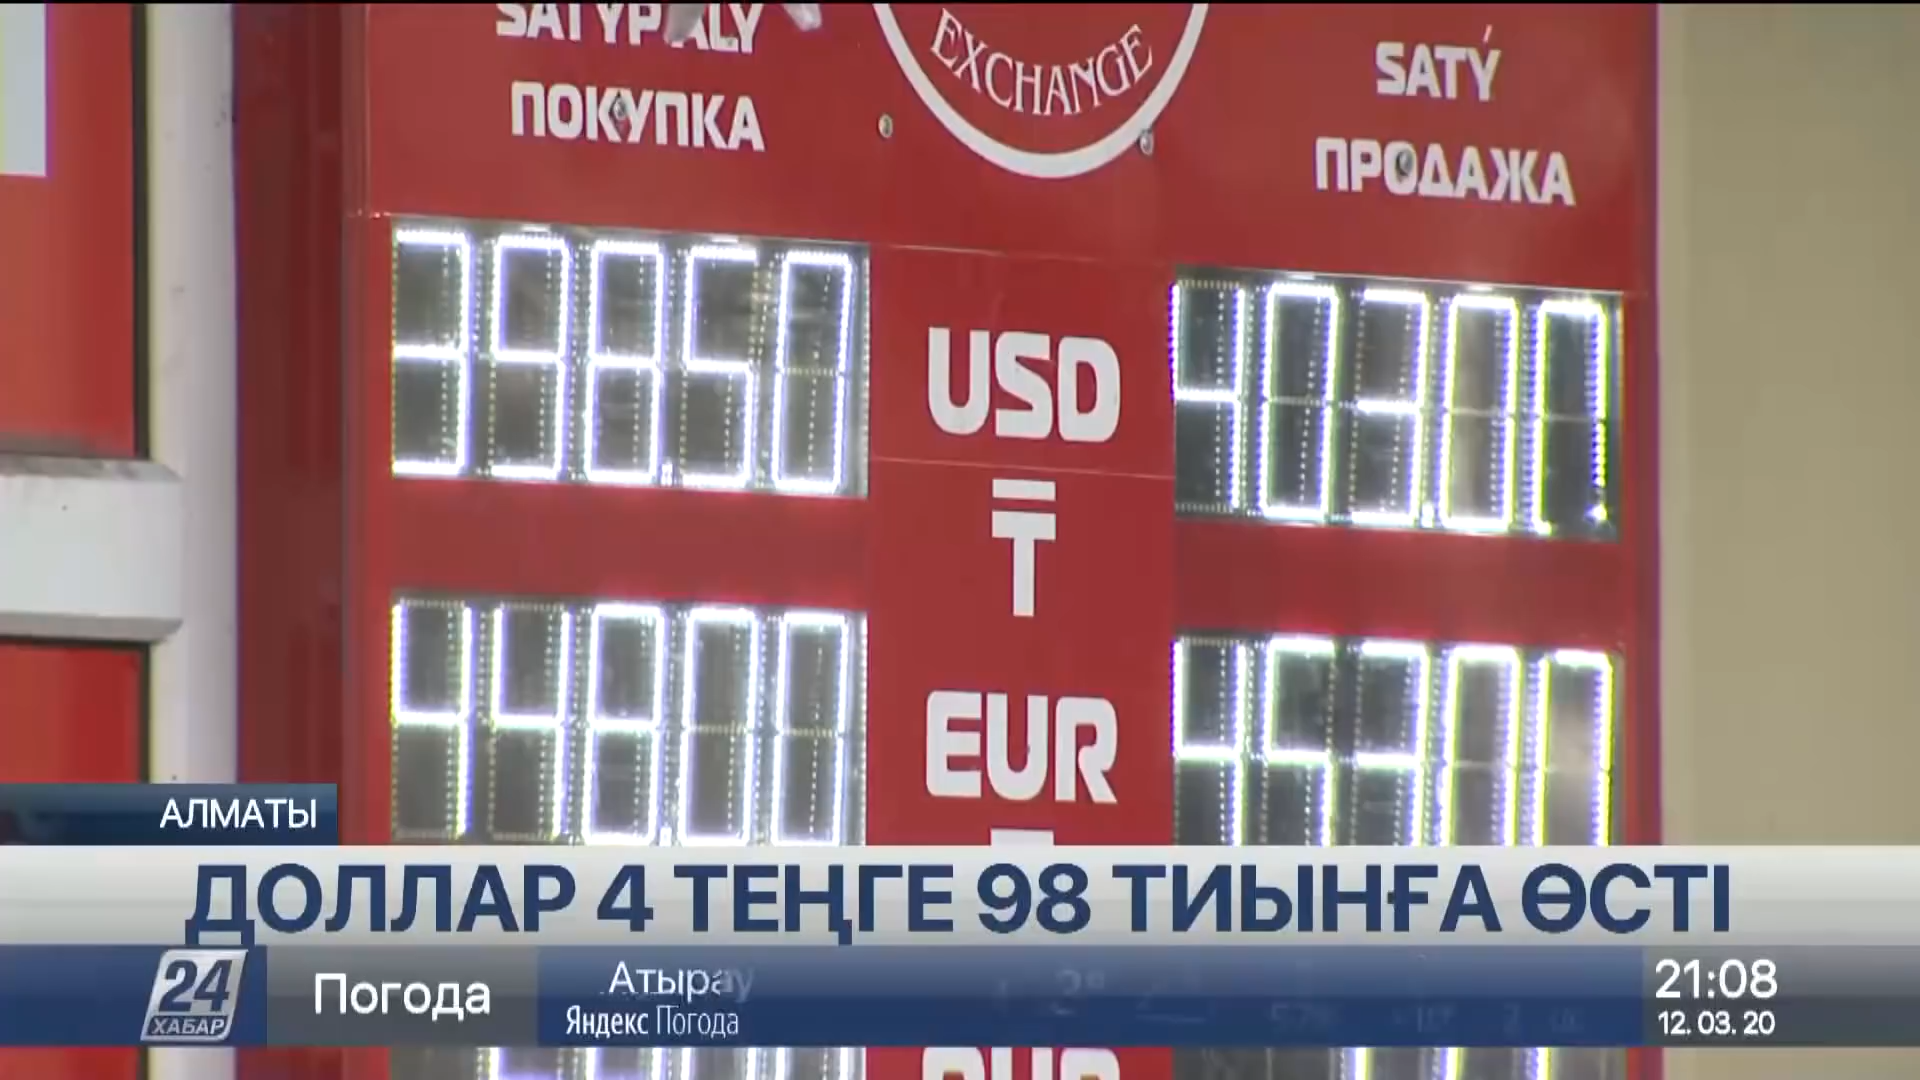 SATYP ALY
ПОКУПКА
EXCHANGE
SATÝ
ПРОДАЖА
398.50
USD
403.00
T
448.00
EUR
453.00
АЛМАТЫ
ДОЛЛАР 4 ТЕҢГЕ 98 ТИЫНҒА ӨСТІ
24
ХАБАР
Погода
Атырау
Яндекс Погода
21:08
12. 03. 20